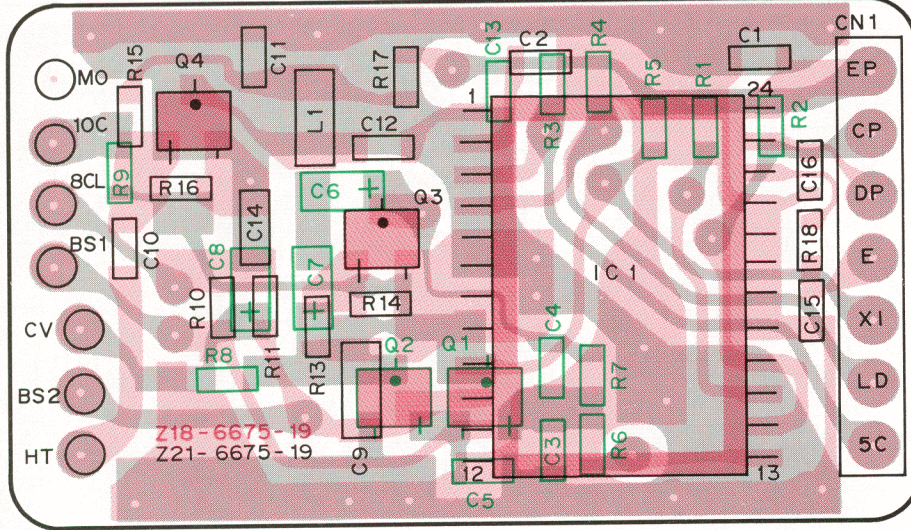 CN1
C11
C13
C2
R4
C1
R15
Q4
R17
R5
R1
EP
MO
L1
1
24
10C
C12
R3
R2
CP
R9
8CL
R16
C6
Q3
C16
DP
C14
BS1
C10
C8
C7
R18
E
IC1
R10
R14
C15
X1
CV
R11
R13
Q2
Q1
C4
R8
R7
LD
BS2
Z18-6675-19
Z21-6675-19
C9
C3
R6
5C
HT
12
13
C5